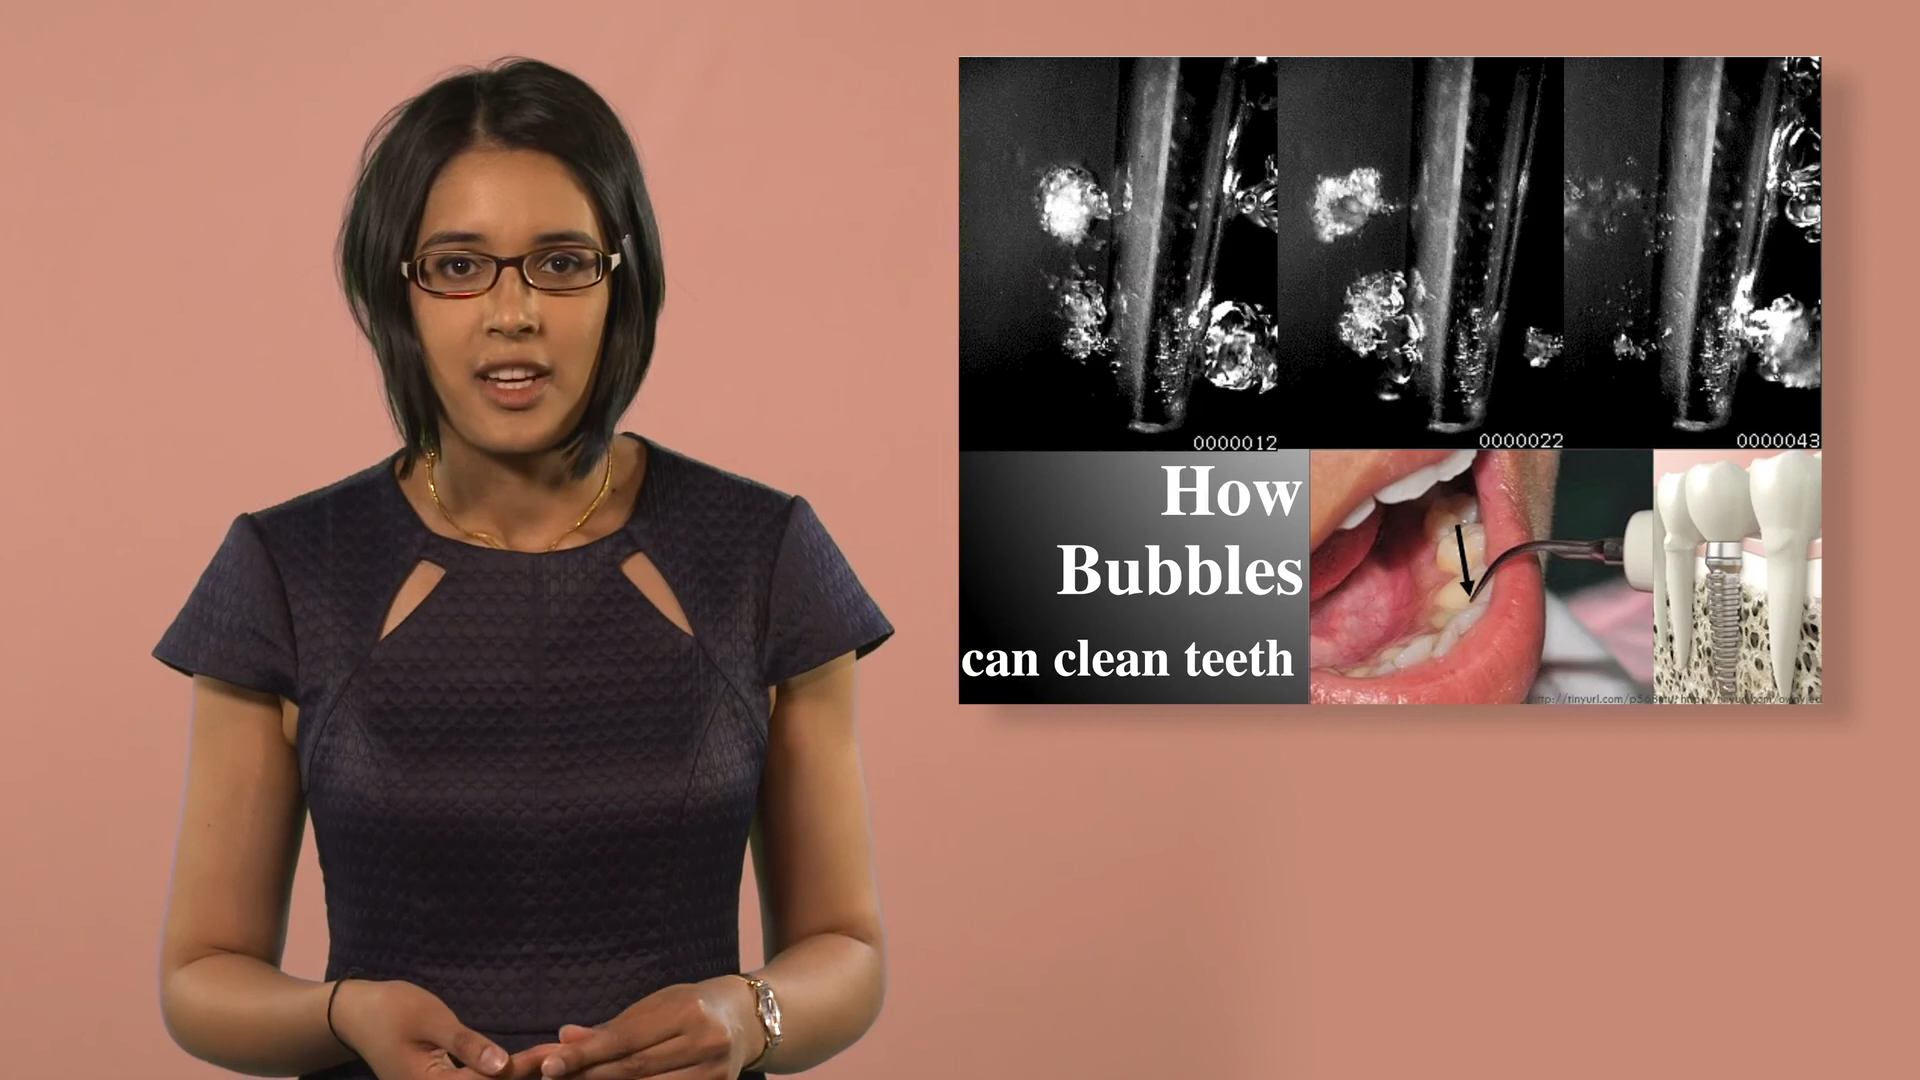 0000012
0000022
0000043
How
Bubbles
can clean teeth